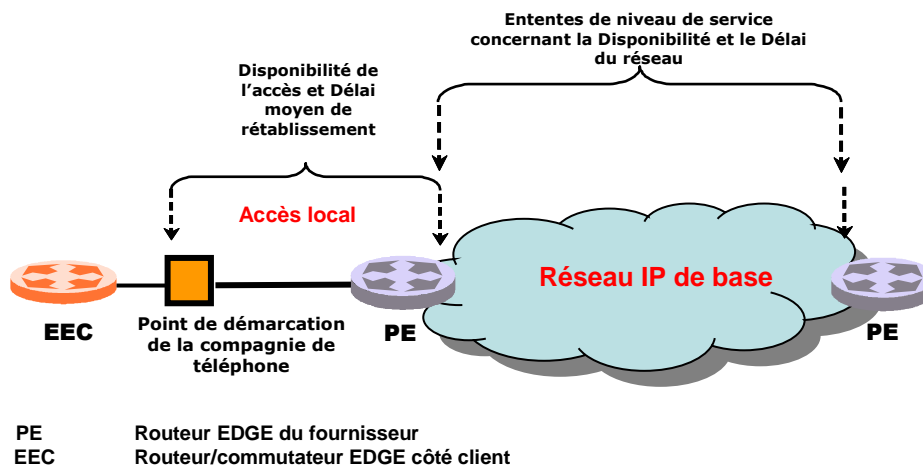 Ententes de niveau de service
concernant la Disponibilité et le Délai
du réseau
Disponibilité de
l'accès et Délai
moyen de
rétablissement
Accès local
Réseau IP de base
EEC
Point de démarcation
de la compagnie de
téléphone
PE
PE
PE Routeur EDGE du fournisseur
EEC Routeur/commutateur EDGE côté client